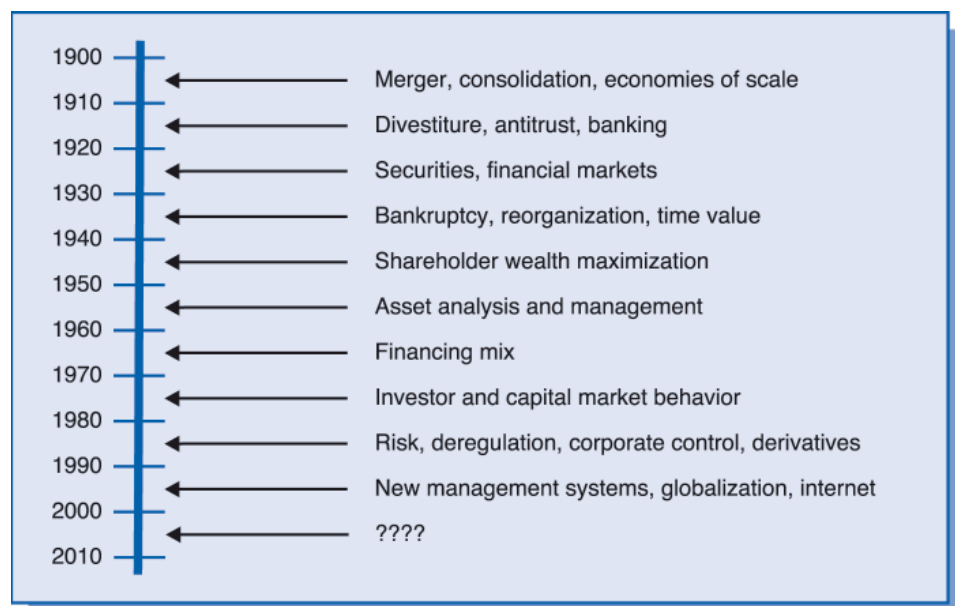 1900
Merger, consolidation, economies of scale
1910
Divestiture, antitrust, banking
1920
Securities, financial markets
1930
Bankruptcy, reorganization, time value
1940
Shareholder wealth maximization
1950
Asset analysis and management
1960
Financing mix
1970
Investor and capital market behavior
1980
Risk, deregulation, corporate control, derivatives
1990
New management systems, globalization, internet
2000
????
2010